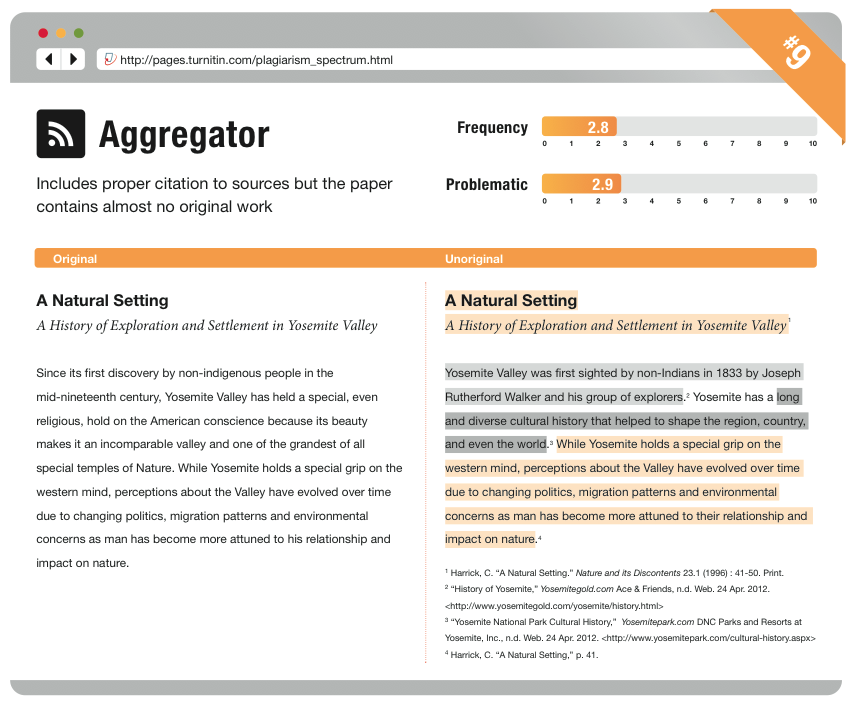 #9
http://pages.turnitin.com/plagiarism_spectrum.html
Aggregator
Includes proper citation to sources but the paper
contains almost no original work
Frequency 2.8
0 1 2 3 4 5 6 7 8 9 10
Problematic 2.9
0 1 2 3 4 5 6 7 8 9 10
Original
A Natural Setting
A History of Exploration and Settlement in Yosemite Valley
Since its first discovery by non-indigenous people in the
mid-nineteenth century, Yosemite Valley has held a special, even
religious, hold on the American conscience because its beauty
makes it an incomparable valley and one of the grandest of all
special temples of Nature. While Yosemite holds a special grip on the
western mind, perceptions about the Valley have evolved over time
due to changing politics, migration patterns and environmental
concerns as man has become more attuned to his relationship and
impact on nature.
Unoriginal
A Natural Setting
A History of Exploration and Settlement in Yosemite Valley¹
Yosemite Valley was first sighted by non-Indians in 1833 by Joseph
Rutherford Walker and his group of explorers.² Yosemite has a long
and diverse cultural history that helped to shape the region, country,
and even the world.³ While Yosemite holds a special grip on the
western mind, perceptions about the Valley have evolved over time
due to changing politics, migration patterns and environmental
concerns as man has become more attuned to their relationship and
impact on nature.⁴
¹ Harrick, C. “A Natural Setting.” Nature and its Discontents 23.1 (1996) : 41-50. Print.
² “History of Yosemite,” Yosemitegold.com Ace & Friends, n.d. Web. 24 Apr. 2012.
<http://www.yosemitegold.com/yosemite/history.html>
³ “Yosemite National Park Cultural History,” Yosemitepark.com DNC Parks and Resorts at
Yosemite, Inc., n.d. Web. 24 Apr. 2012. <http://www.yosemitepark.com/cultural-history.aspx>
⁴ Harrick, C. “A Natural Setting,” p. 41.